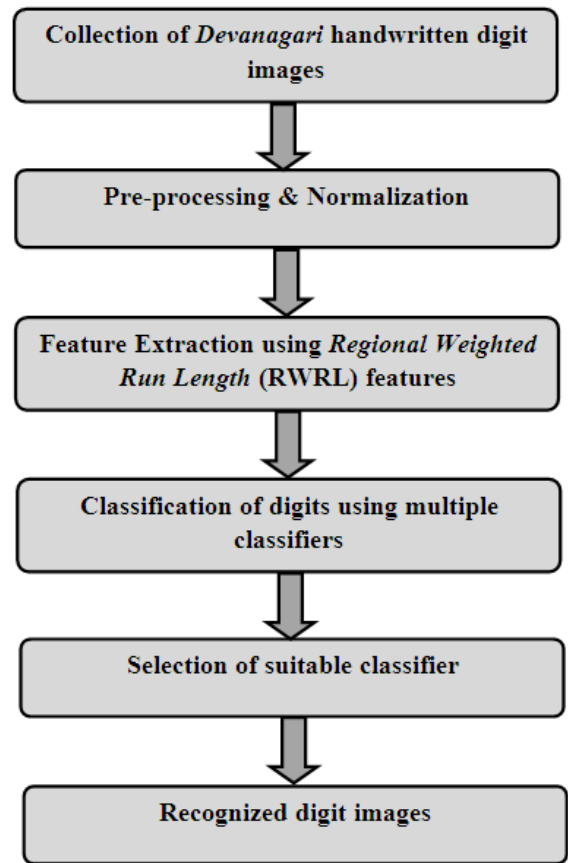 Collection of Devanagari handwritten digit
images
Pre-processing & Normalization
Feature Extraction using Regional Weighted
Run Length (RWRL) features
Classification of digits using multiple
classifiers
Selection of suitable classifier
Recognized digit images